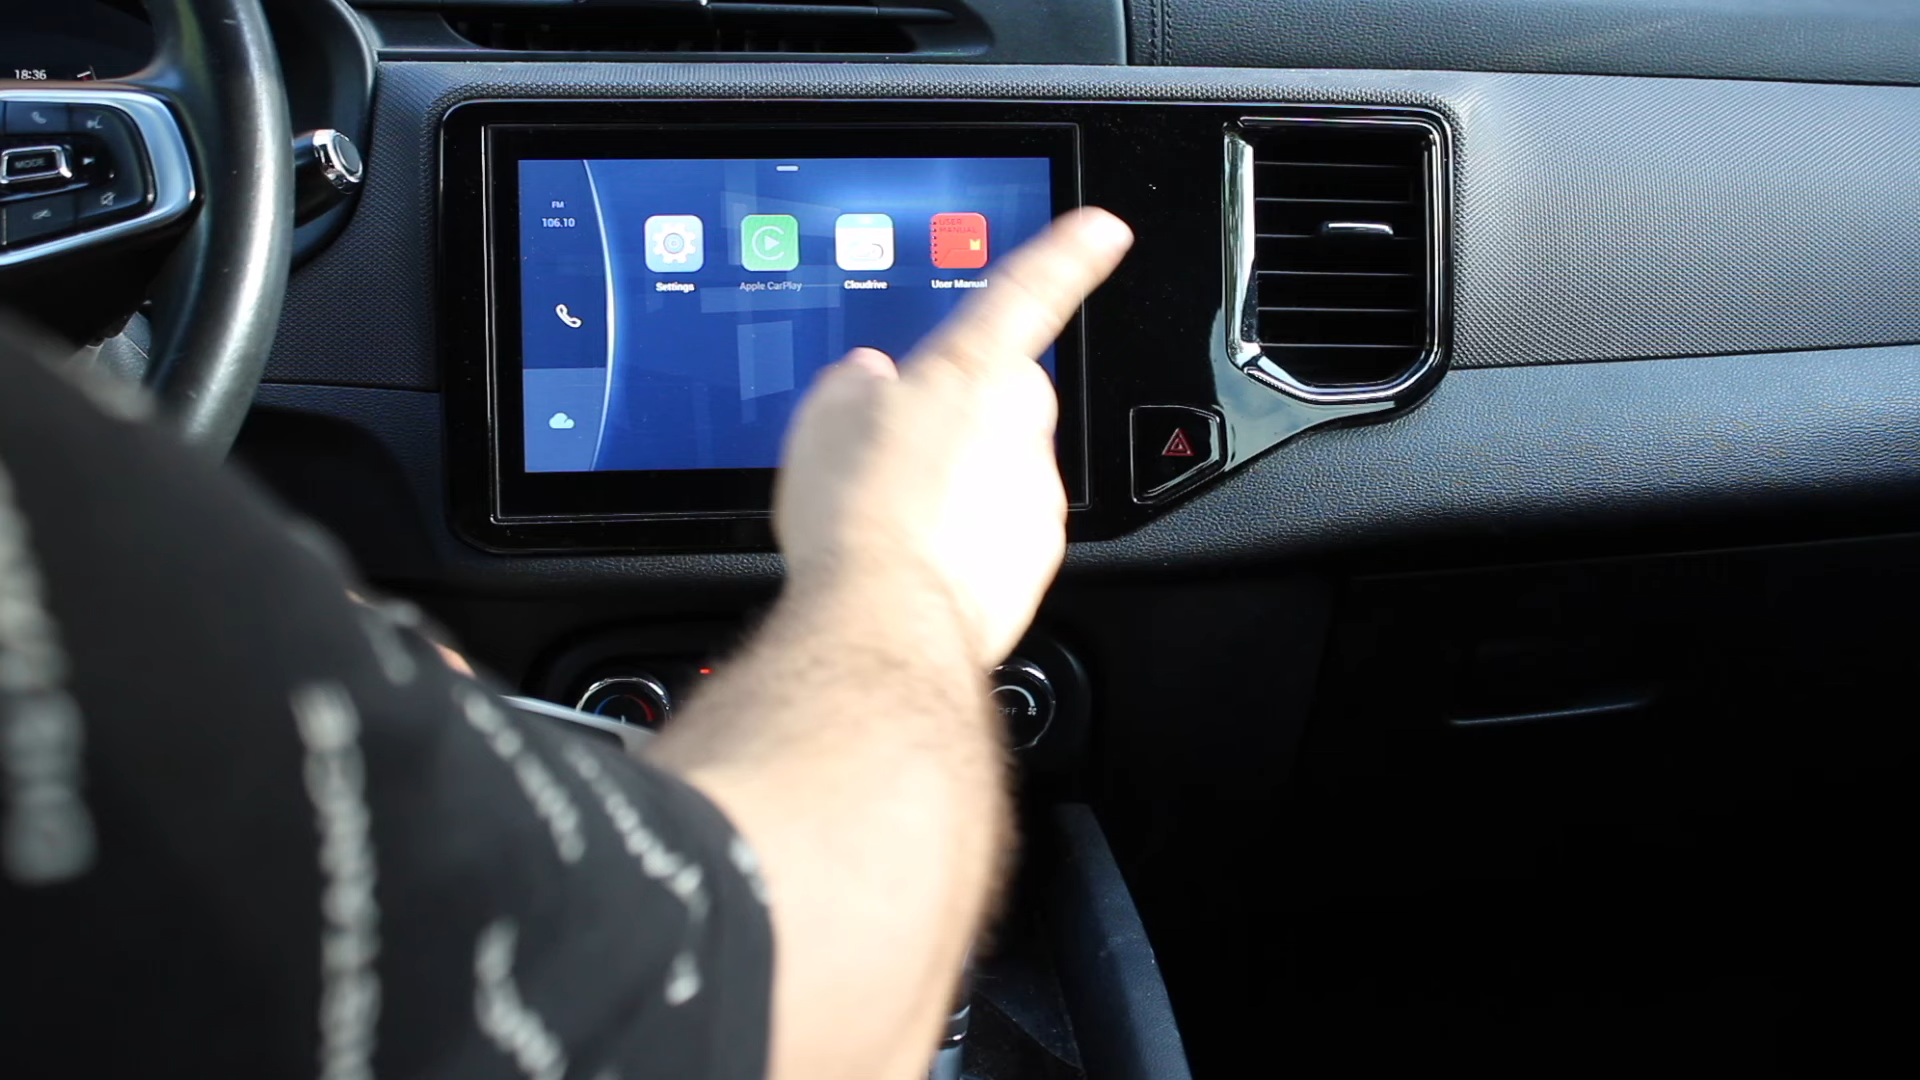 18:36
MODE
FM
106.10
USER
MANUAL
Settings
Apple CarPlay
Cloudrive
User Manual
OFF